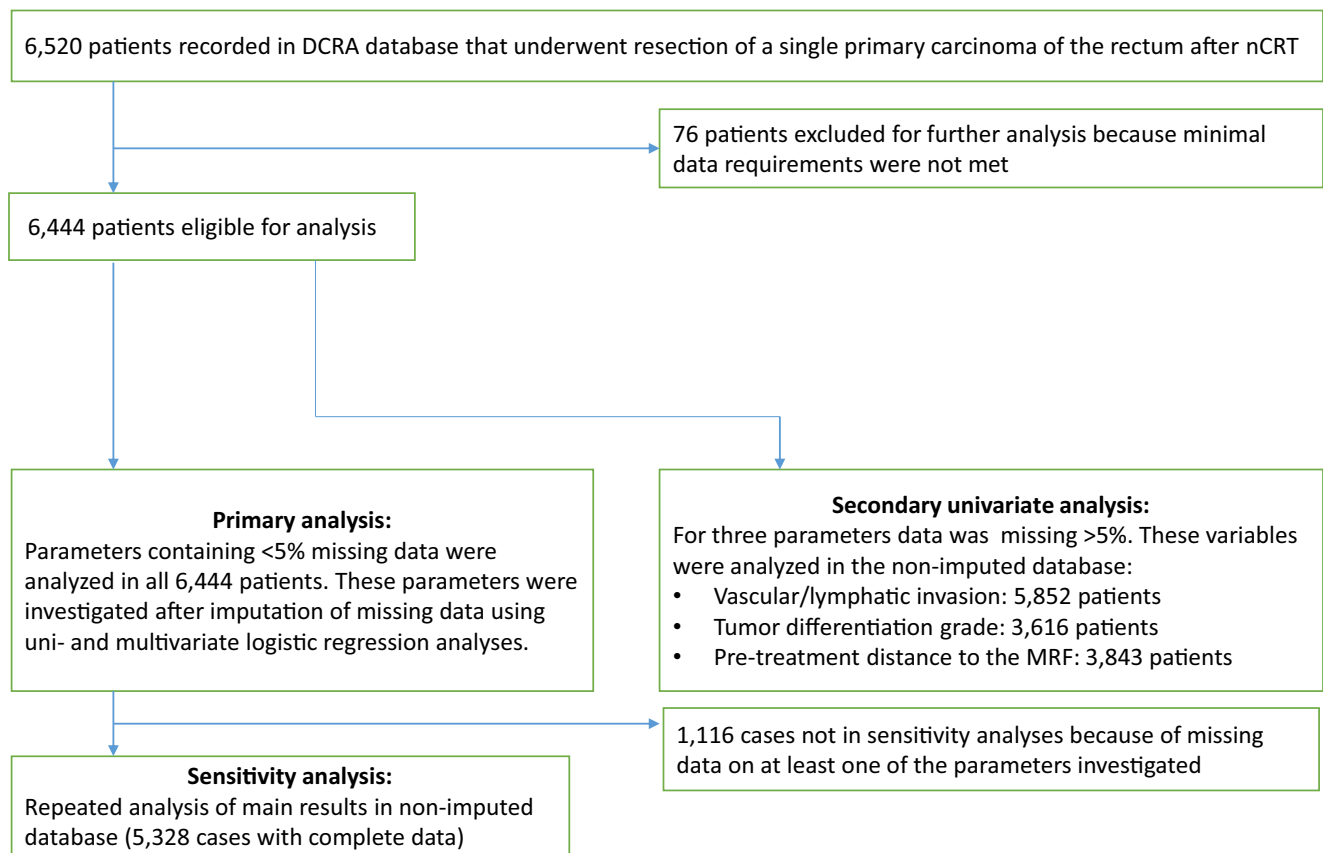 6,520 patients recorded in DCRA database that underwent resection of a single primary carcinoma of the rectum after nCRT
76 patients excluded for further analysis because minimal
data requirements were not met
6,444 patients eligible for analysis
Primary analysis:
Parameters containing <5% missing data were
analyzed in all 6,444 patients. These parameters were
investigated after imputation of missing data using
uni- and multivariate logistic regression analyses.
Secondary univariate analysis:
For three parameters data was missing >5%. These variables
were analyzed in the non-imputed database:
• Vascular/lymphatic invasion: 5,852 patients
• Tumor differentiation grade: 3,616 patients
• Pre-treatment distance to the MRF: 3,843 patients
1,116 cases not in sensitivity analyses because of missing
data on at least one of the parameters investigated
Sensitivity analysis:
Repeated analysis of main results in non-imputed
database (5,328 cases with complete data)